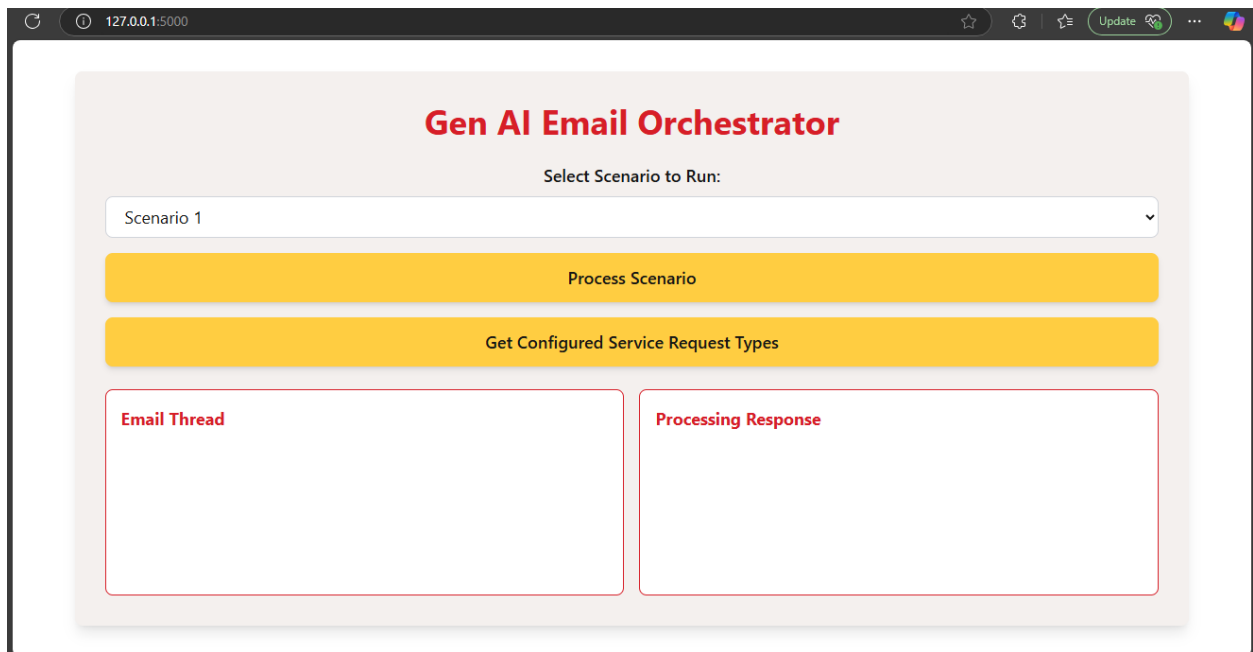 127.0.0.1:5000
Update
Gen AI Email Orchestrator
Select Scenario to Run:
Scenario 1
Process Scenario
Get Configured Service Request Types
Email Thread
Processing Response